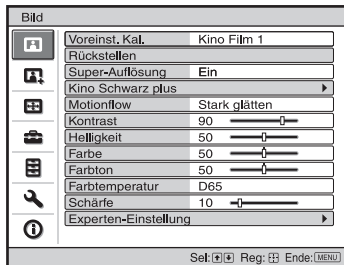 Bild
Voreinst. Kal. Kino Film 1
Rückstellen
Super-Auflösung Ein
Kino Schwarz plus
Motionflow Stark glätten
Kontrast 90
Helligkeit 50
Farbe 50
Farbton 50
Farbtemperatur D65
Schärfe 10
Experten-Einstellung
Sel: Reg: Ende: MENU